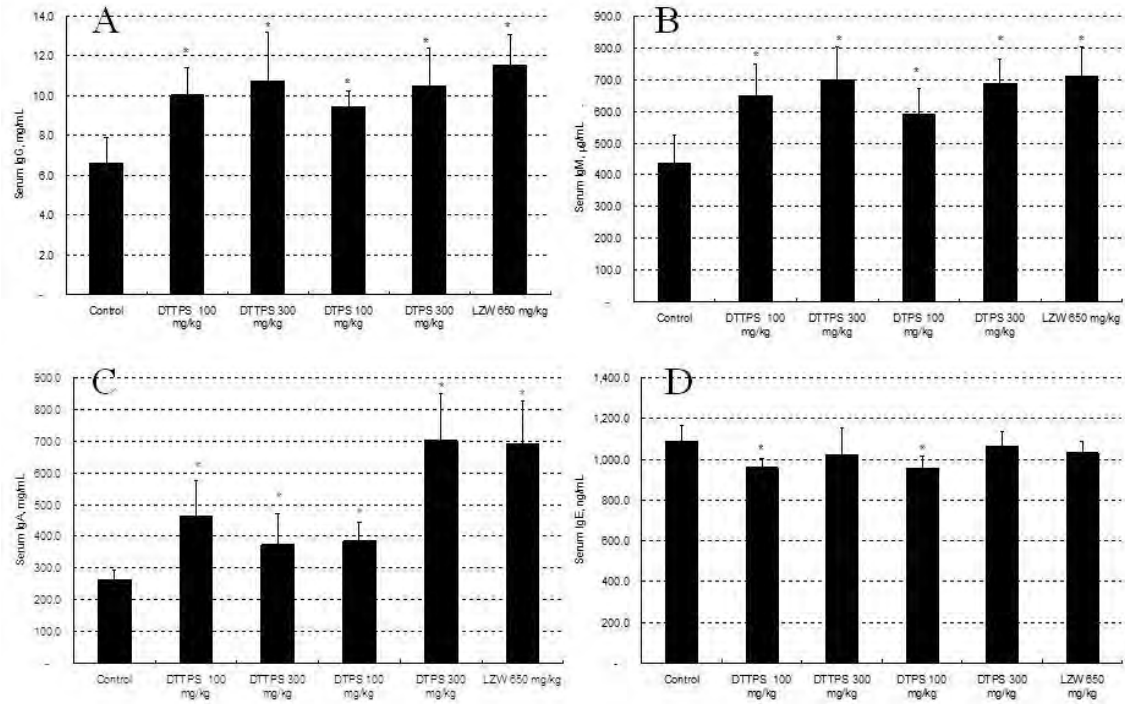 A
Serum IgG, mg/mL
14.0
12.0
10.0
8.0
6.0
4.0
2.0
-
* * * * *
Control DTTPS 100 mg/kg DTTPS 300 mg/kg DTPS 100 mg/kg DTPS 300 mg/kg LZW 650 mg/kg
B
Serum IgM, µg/mL
900.0
800.0
700.0
600.0
500.0
400.0
300.0
200.0
100.0
-
* * * * *
Control DTTPS 100 mg/kg DTTPS 300 mg/kg DTPS 100 mg/kg DTPS 300 mg/kg LZW 650 mg/kg
C
Serum IgA, mg/mL
900.0
800.0
700.0
600.0
500.0
400.0
300.0
200.0
100.0
-
* * * * *
Control DTTPS 100 mg/kg DTTPS 300 mg/kg DTPS 100 mg/kg DTPS 300 mg/kg LZW 650 mg/kg
D
Serum IgE, ng/mL
1,400.0
1,200.0
1,000.0
800.0
600.0
400.0
200.0
-
* *
Control DTTPS 100 mg/kg DTTPS 300 mg/kg DTPS 100 mg/kg DTPS 300 mg/kg LZW 650 mg/kg